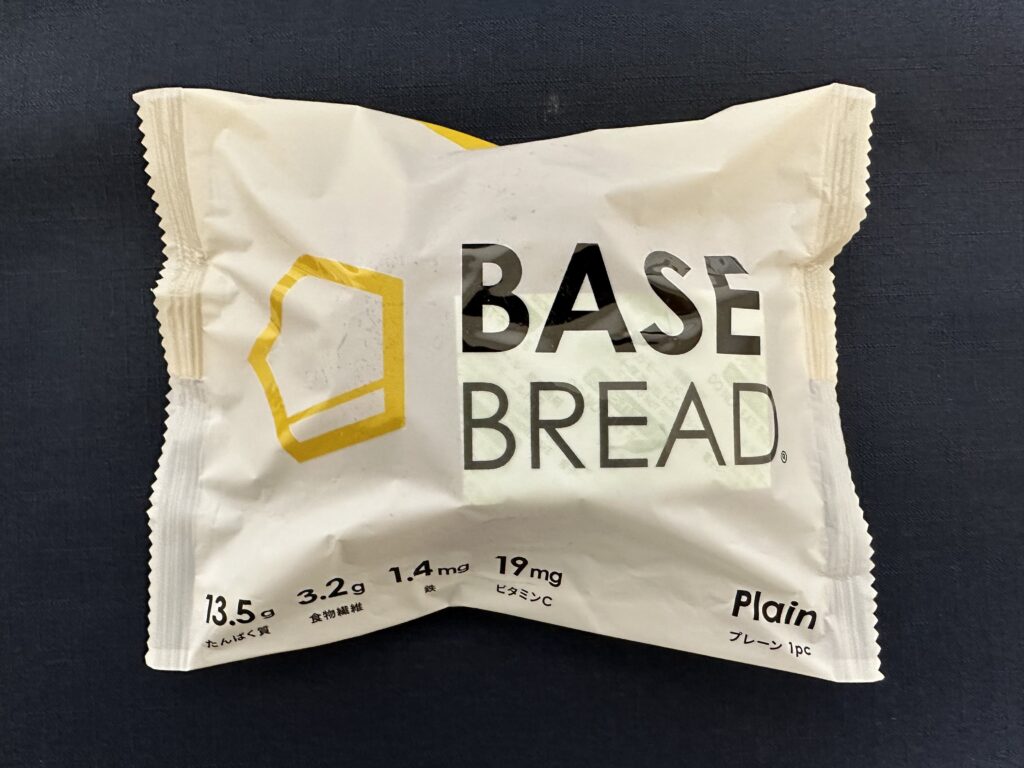 BASE
BREAD®
13.5g
たんぱく質
3.2g
食物繊維
1.4mg
鉄
19mg
ビタミンC
Plain
プレーン 1pc